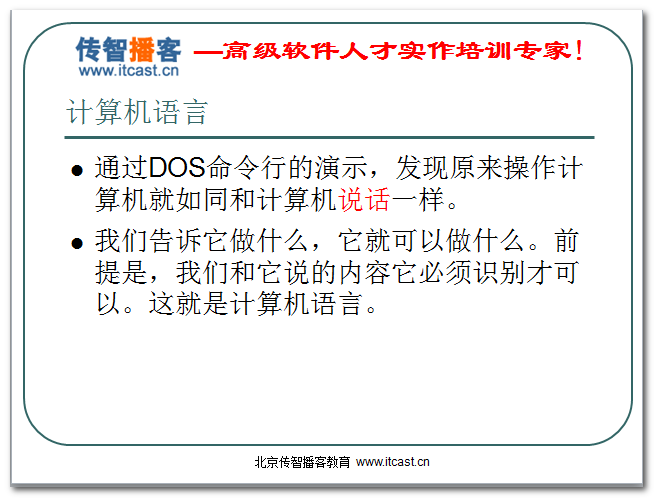 传智播客 —高级软件人才实作培训专家!
www.itcast.cn
计算机语言
● 通过DOS命令行的演示，发现原来操作计
算机就如同和计算机说话一样。
● 我们告诉它做什么，它就可以做什么。前
提是，我们和它说的内容它必须识别才可
以。这就是计算机语言。
北京传智播客教育 www.itcast.cn